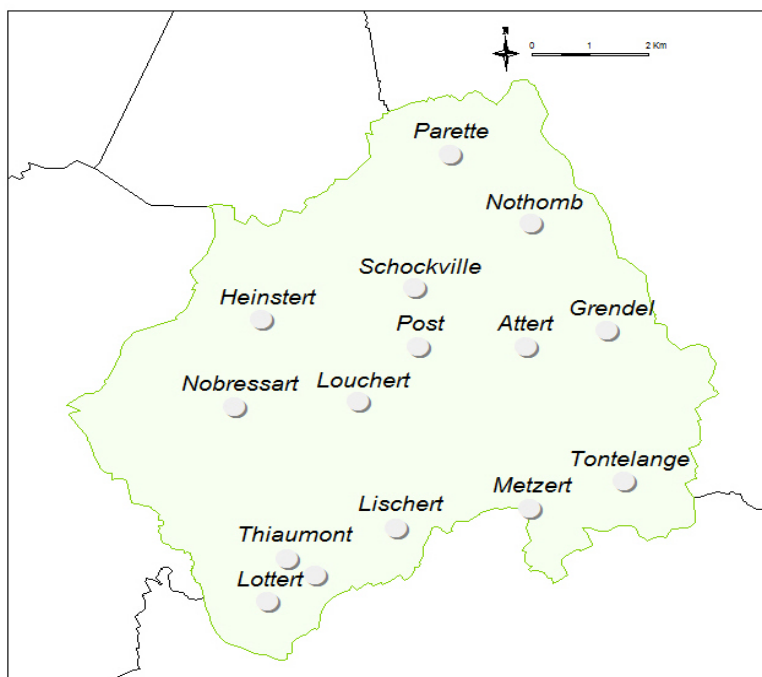 N
0 1 2 Km
Parette
Nothomb
Schockville
Heinstert
Grendel
Post
Attert
Nobressart
Louchert
Tontelange
Metzert
Lischert
Thiaumont
Lottert